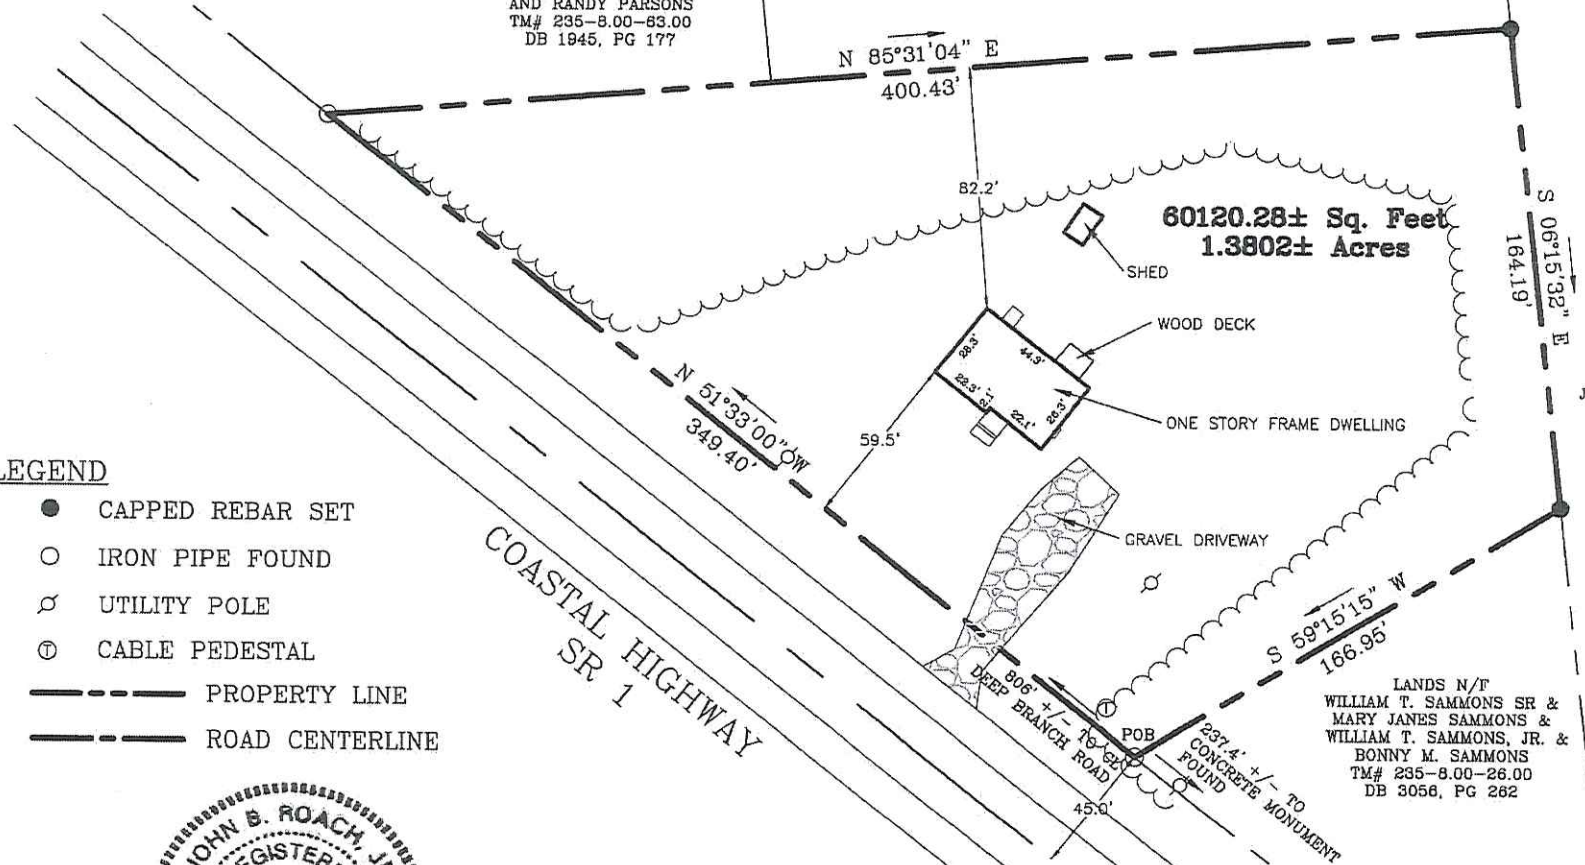 AND RANDY PARSONS
TM# 235-8.00-63.00
DB 1945, PG 177
N 85°31'04" E
400.43'
82.2'
60120.28± Sq. Feet
1.3802± Acres
SHED
WOOD DECK
ONE STORY FRAME DWELLING
28.3'
44.9'
22.3'
2.1'
22.1'
26.3'
59.5'
S 06°15'32" E
164.19'
N 51°33'00" W
349.40'
GRAVEL DRIVEWAY
S 59°15'15" W
166.95'
LEGEND
CAPPED REBAR SET
IRON PIPE FOUND
UTILITY POLE
T CABLE PEDESTAL
PROPERTY LINE
ROAD CENTERLINE
COASTAL HIGHWAY
SR 1
806' +/- TO
DEEP BRANCH ROAD
T
POB
45.0'
237.4' +/- TO
CONCRETE MONUMENT
FOUND
LANDS N/F
WILLIAM T. SAMMONS SR &
MARY JANES SAMMONS &
WILLIAM T. SAMMONS, JR. &
BONNY M. SAMMONS
TM# 235-8.00-26.00
DB 3056, PG 262
JOHN B. ROACH, JR